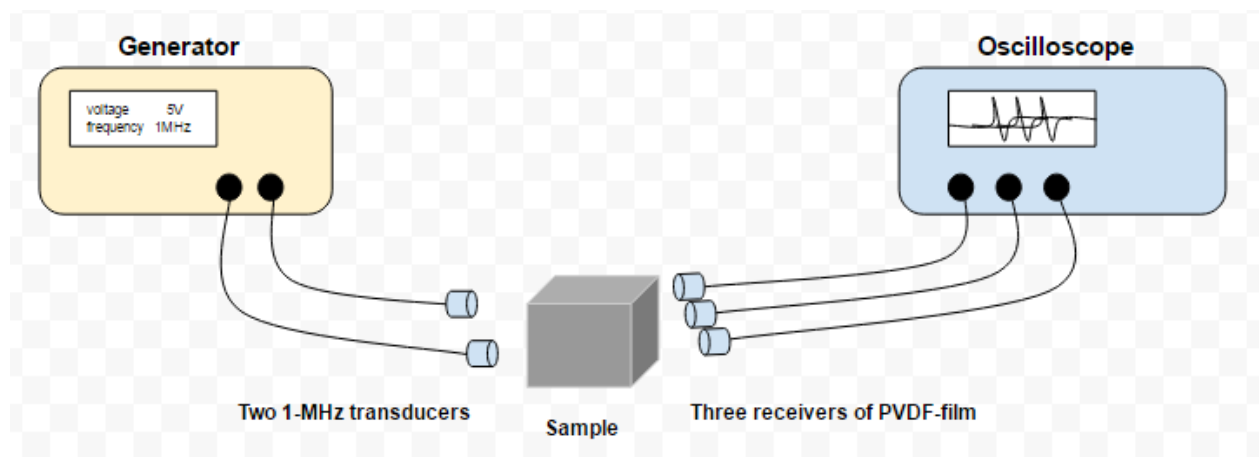 Generator
Oscilloscope
voltage 5V
frequency 1MHz
Two 1-MHz transducers
Sample
Three receivers of PVDF-film